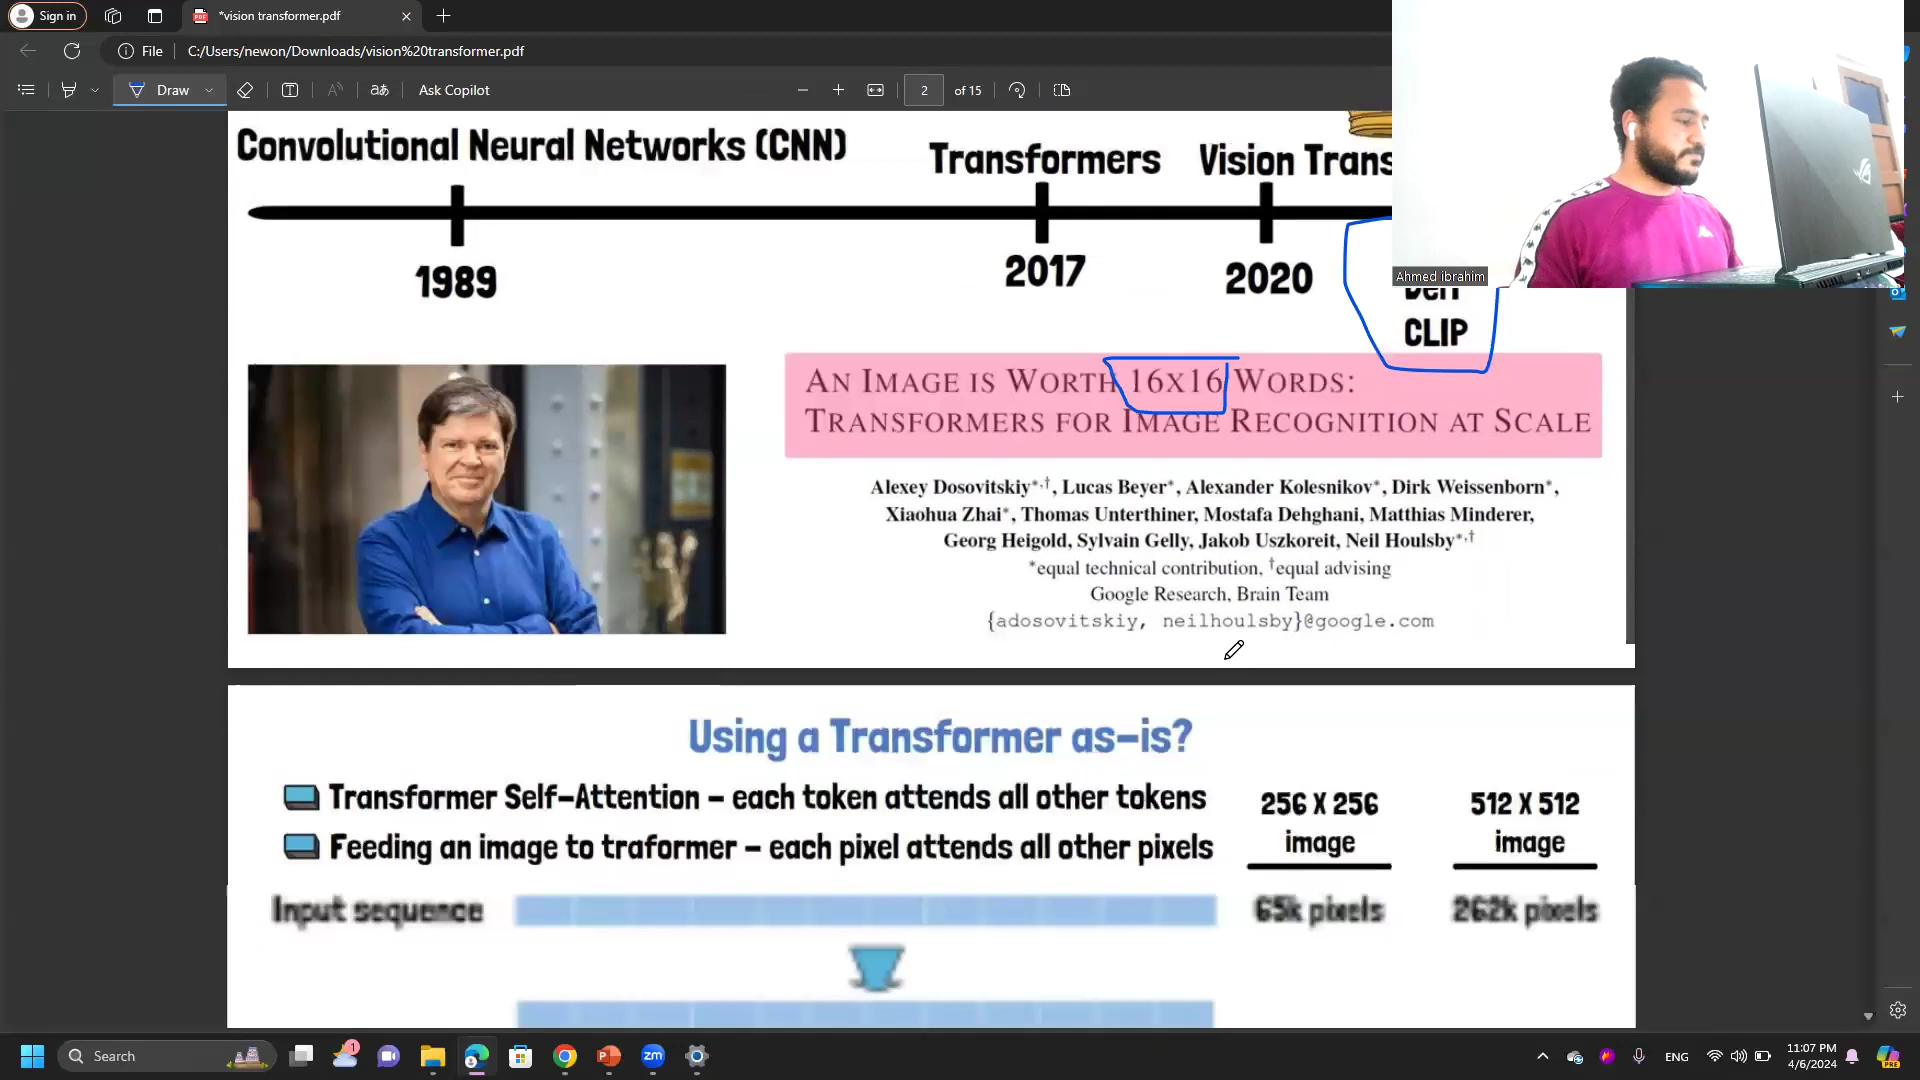 Sign in
*vision transformer.pdf
File
C:/Users/newon/Downloads/vision%20transformer.pdf
Draw
aあ
Ask Copilot
2
of 15
Ahmed ibrahim
Convolutional Neural Networks (CNN)
Transformers
Vision Trans
1989
2017
2020
CLIP
AN IMAGE IS WORTH 16X16 WORDS:
TRANSFORMERS FOR IMAGE RECOGNITION AT SCALE
Alexey Dosovitskiy*,†, Lucas Beyer*, Alexander Kolesnikov*, Dirk Weissenborn*,
Xiaohua Zhai*, Thomas Unterthiner, Mostafa Dehghani, Matthias Minderer,
Georg Heigold, Sylvain Gelly, Jakob Uszkoreit, Neil Houlsby*,†
*equal technical contribution, †equal advising
Google Research, Brain Team
{adosovitskiy, neilhoulsby}@google.com
Using a Transformer as-is?
Transformer Self-Attention - each token attends all other tokens
Feeding an image to traformer - each pixel attends all other pixels
256 X 256
image
512 X 512
image
Input sequence
65k pixels
262k pixels
Search
1
zm
ENG
11:07 PM
4/6/2024
PRE